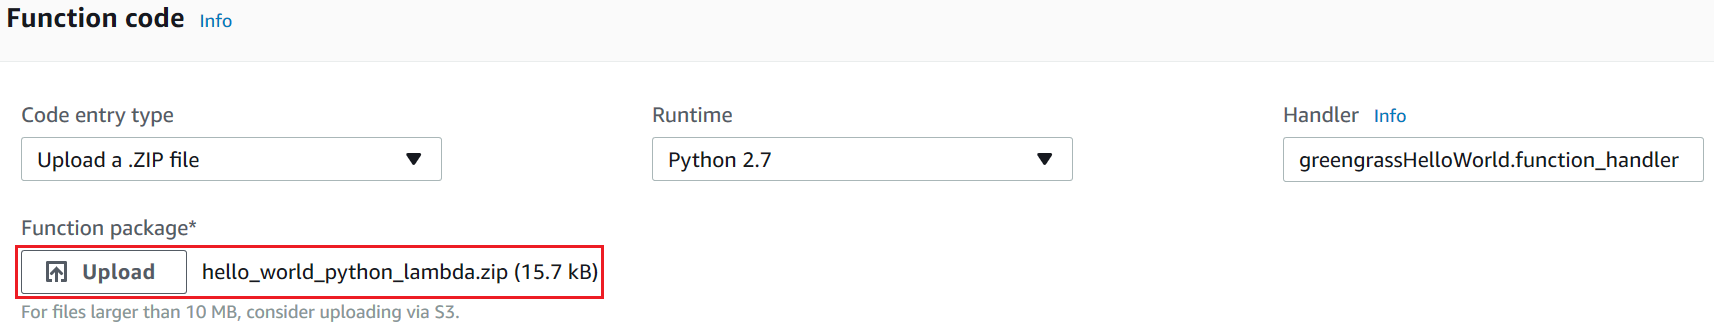 Function code Info
Code entry type
Runtime
Handler Info
Upload a .ZIP file
Python 2.7
greengrassHelloWorld.function_handler
Function package*
Upload hello_world_python_lambda.zip (15.7 kB)
For files larger than 10 MB, consider uploading via S3.